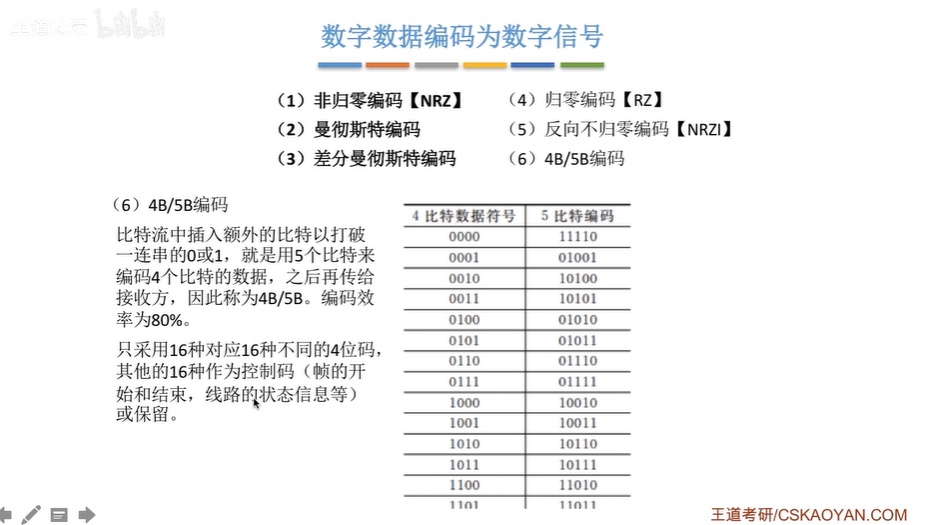 王道考研 bilibili
数字数据编码为数字信号
（1）非归零编码【NRZ】
（2）曼彻斯特编码
（3）差分曼彻斯特编码
（4）归零编码【RZ】
（5）反向不归零编码【NRZI】
（6）4B/5B编码
（6）4B/5B编码
比特流中插入额外的比特以打破
一连串的0或1，就是用5个比特来
编码4个比特的数据，之后再传给
接收方，因此称为4B/5B。编码效
率为80%。
只采用16种对应16种不同的4位码，
其他的16种作为控制码（帧的开
始和结束，线路的状态信息等）
或保留。
4 比特数据符号 5 比特编码
0000 11110
0001 01001
0010 10100
0011 10101
0100 01010
0101 01011
0110 01110
0111 01111
1000 10010
1001 10011
1010 10110
1011 10111
1100 11010
1101 11011
王道考研/CSKAOYAN.COM